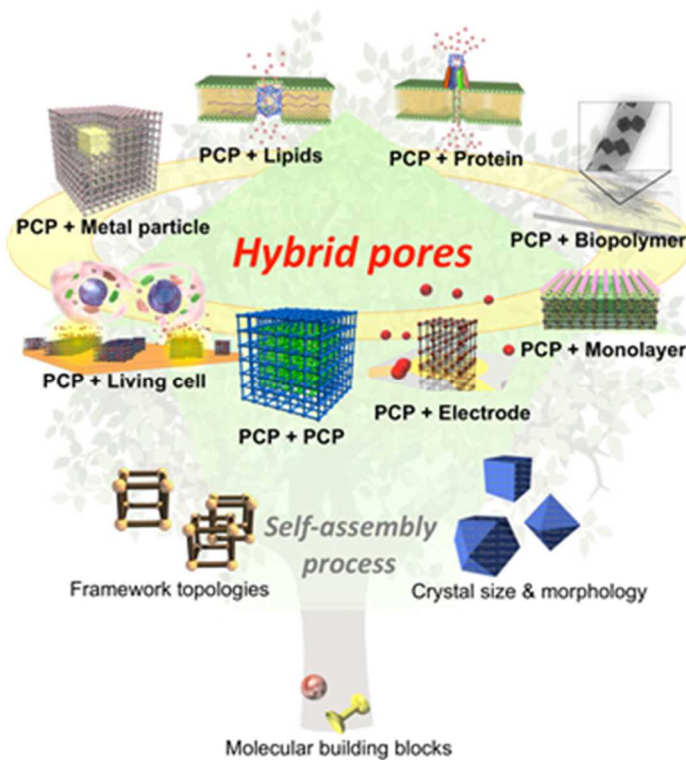 PCP + Lipids
PCP + Protein
PCP + Metal particle
PCP + Biopolymer
Hybrid pores
PCP + Living cell
PCP + Monolayer
PCP + Electrode
PCP + PCP
Self-assembly
process
Framework topologies
Crystal size & morphology
Molecular building blocks